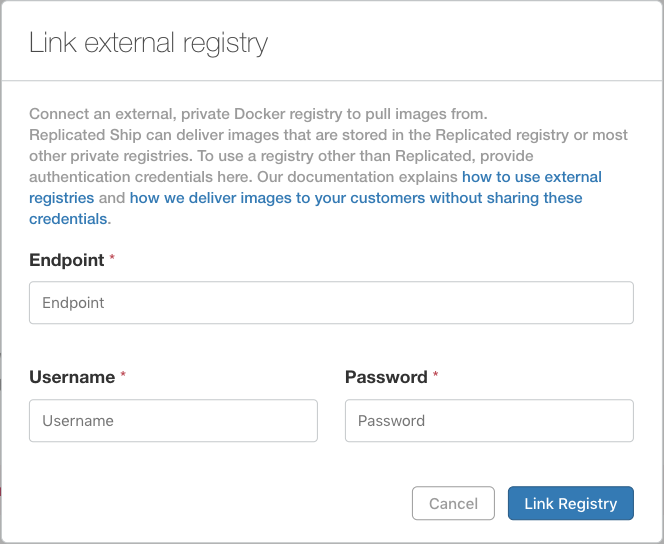 Link external registry
Connect an external, private Docker registry to pull images from.
Replicated Ship can deliver images that are stored in the Replicated registry or most
other private registries. To use a registry other than Replicated, provide
authentication credentials here. Our documentation explains how to use external
registries and how we deliver images to your customers without sharing these
credentials.
Endpoint *
Endpoint
Username * Password *
Username Password
Cancel Link Registry